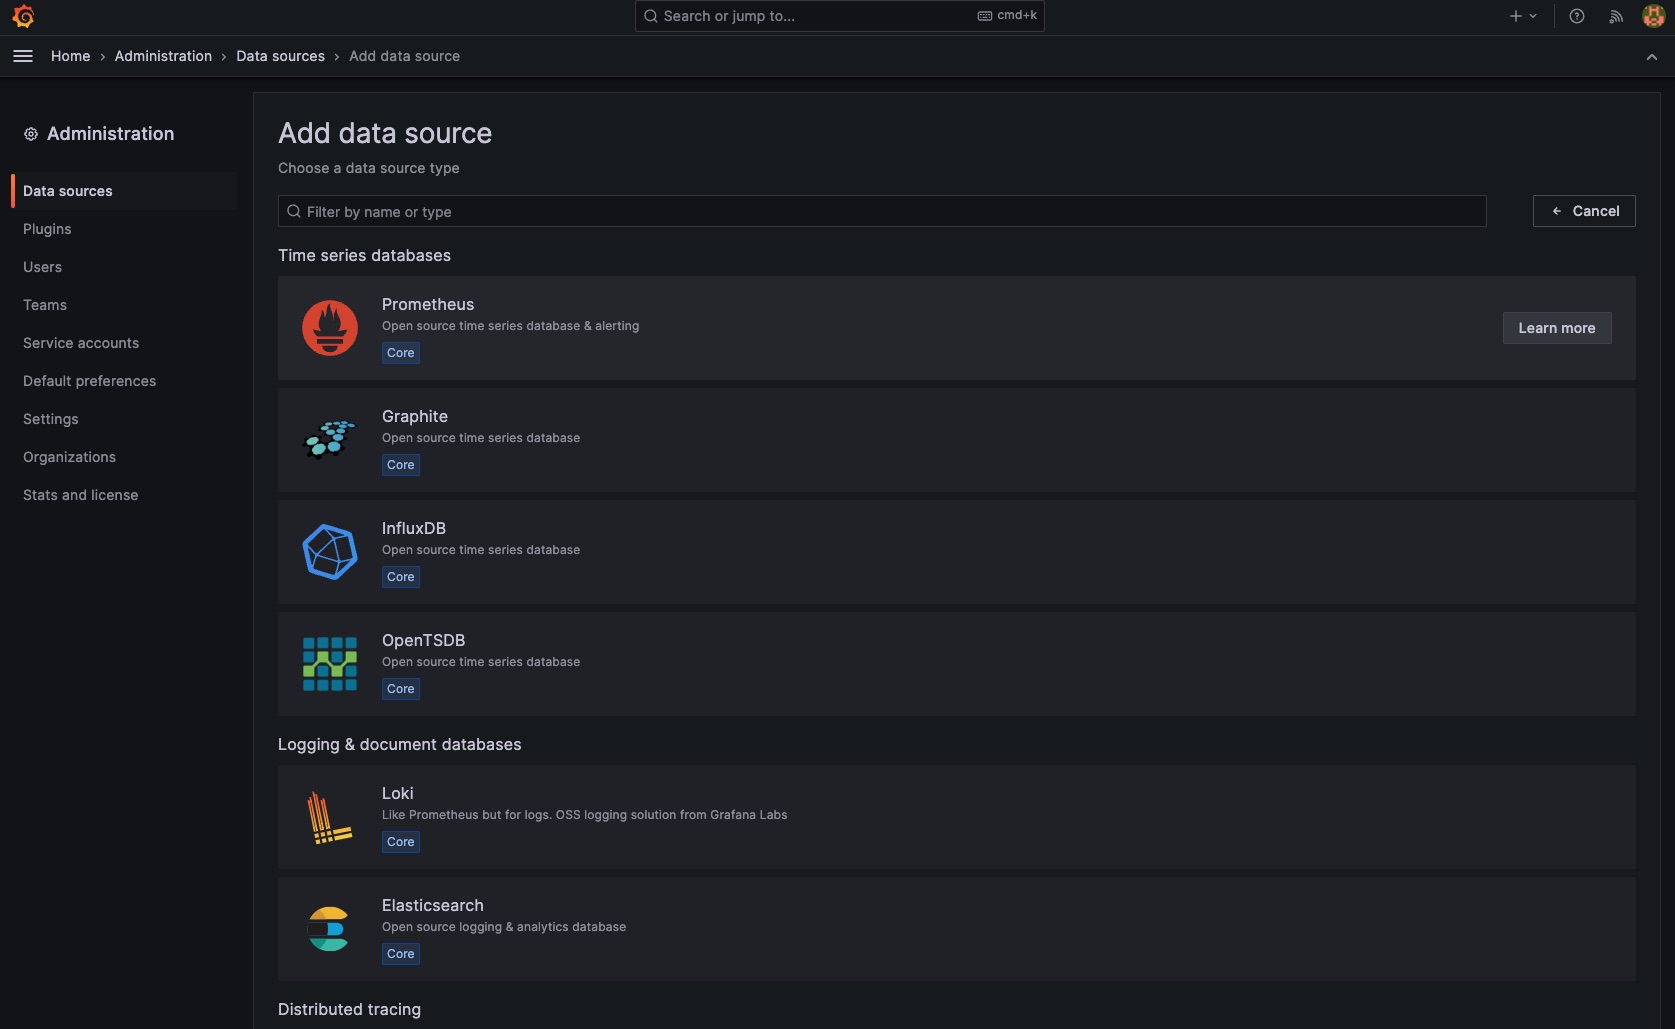 Search or jump to...
cmd+k
Home
Administration
Data sources
Add data source
Administration
Data sources
Plugins
Users
Teams
Service accounts
Default preferences
Settings
Organizations
Stats and license
Add data source
Choose a data source type
Filter by name or type
Cancel
Time series databases
Prometheus
Open source time series database & alerting
Core
Learn more
Graphite
Open source time series database
Core
InfluxDB
Open source time series database
Core
OpenTSDB
Open source time series database
Core
Logging & document databases
Loki
Like Prometheus but for logs. OSS logging solution from Grafana Labs
Core
Elasticsearch
Open source logging & analytics database
Core
Distributed tracing